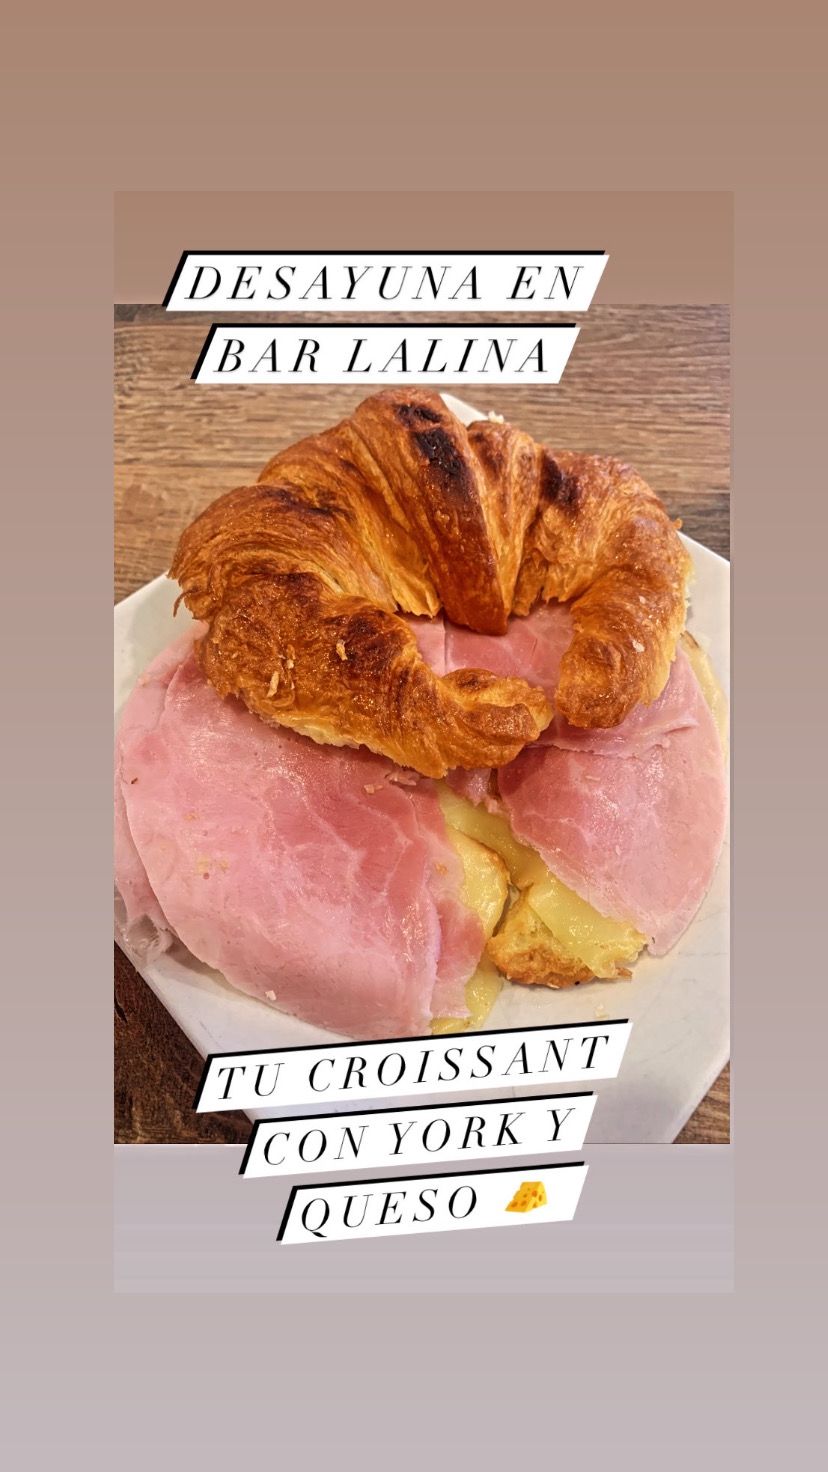 DESAYUNA EN
BAR LALINA
TU CROISSANT
CON YORK Y
QUESO 🧀